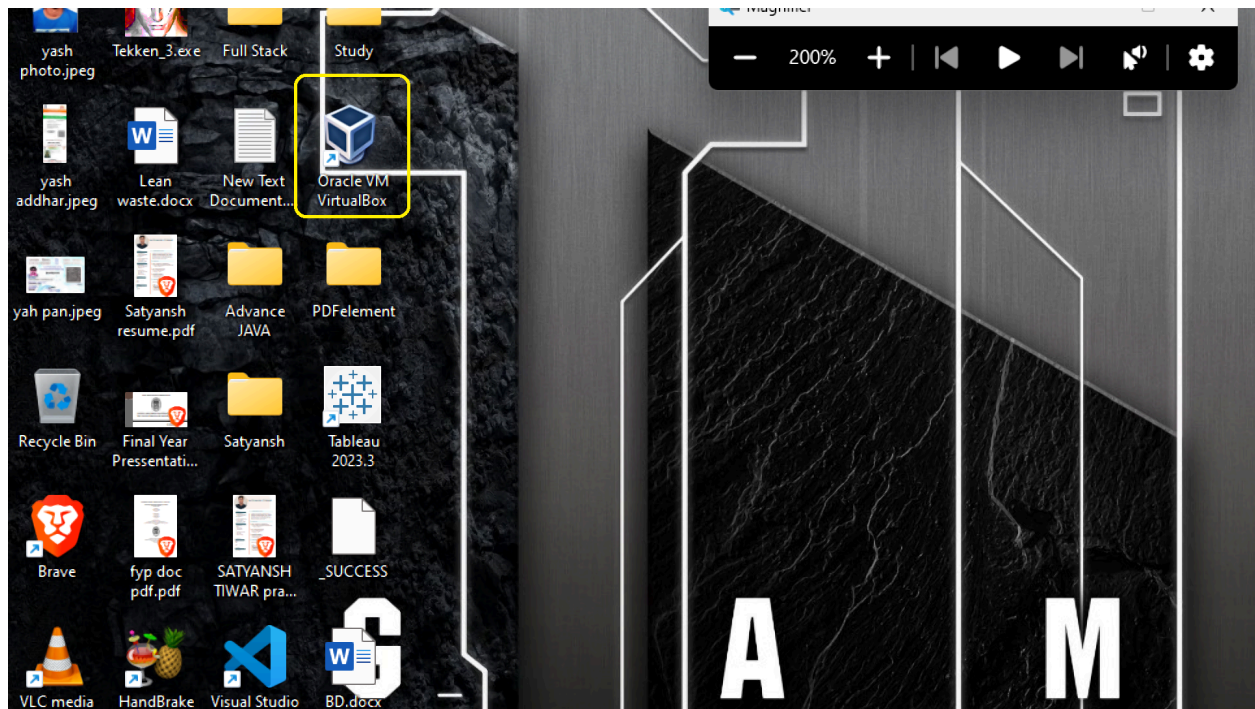 Magnifier
200%
yash
photo.jpeg
Tekken_3.exe
Full Stack
Study
yash
addhar.jpeg
Lean
waste.docx
New Text
Document...
Oracle VM
VirtualBox
yah pan.jpeg
Satyansh
resume.pdf
Advance
JAVA
PDFelement
Recycle Bin
Final Year
Pressentati...
Satyansh
Tableau
2023.3
Brave
fyp doc
pdf.pdf
SATYANSH
TIWAR pra...
_SUCCESS
VLC media
HandBrake
Visual Studio
BD.docx
G
A
M